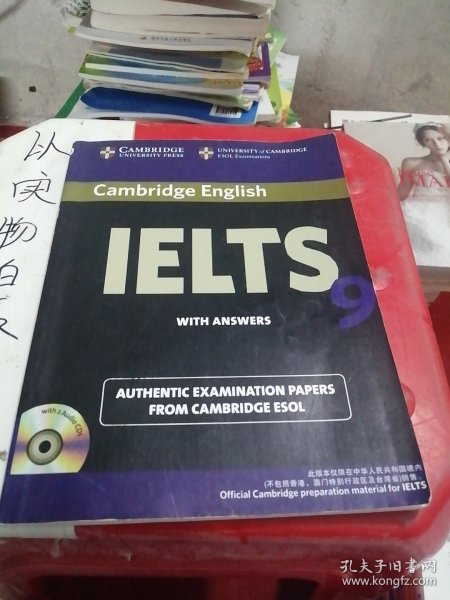 CAMBRIDGE
UNIVERSITY PRESS
UNIVERSITY of CAMBRIDGE
ESOL Examinations
Cambridge English
IELTS 9
WITH ANSWERS
AUTHENTIC EXAMINATION PAPERS
FROM CAMBRIDGE ESOL
with 2 Audio CDs
此版本仅限在中华人民共和国境内
(不包括香港、澳门特别行政区及台湾省)销售。
Official Cambridge preparation material for IELTS
以
实
物
孔夫子旧书网
www.kongfz.com